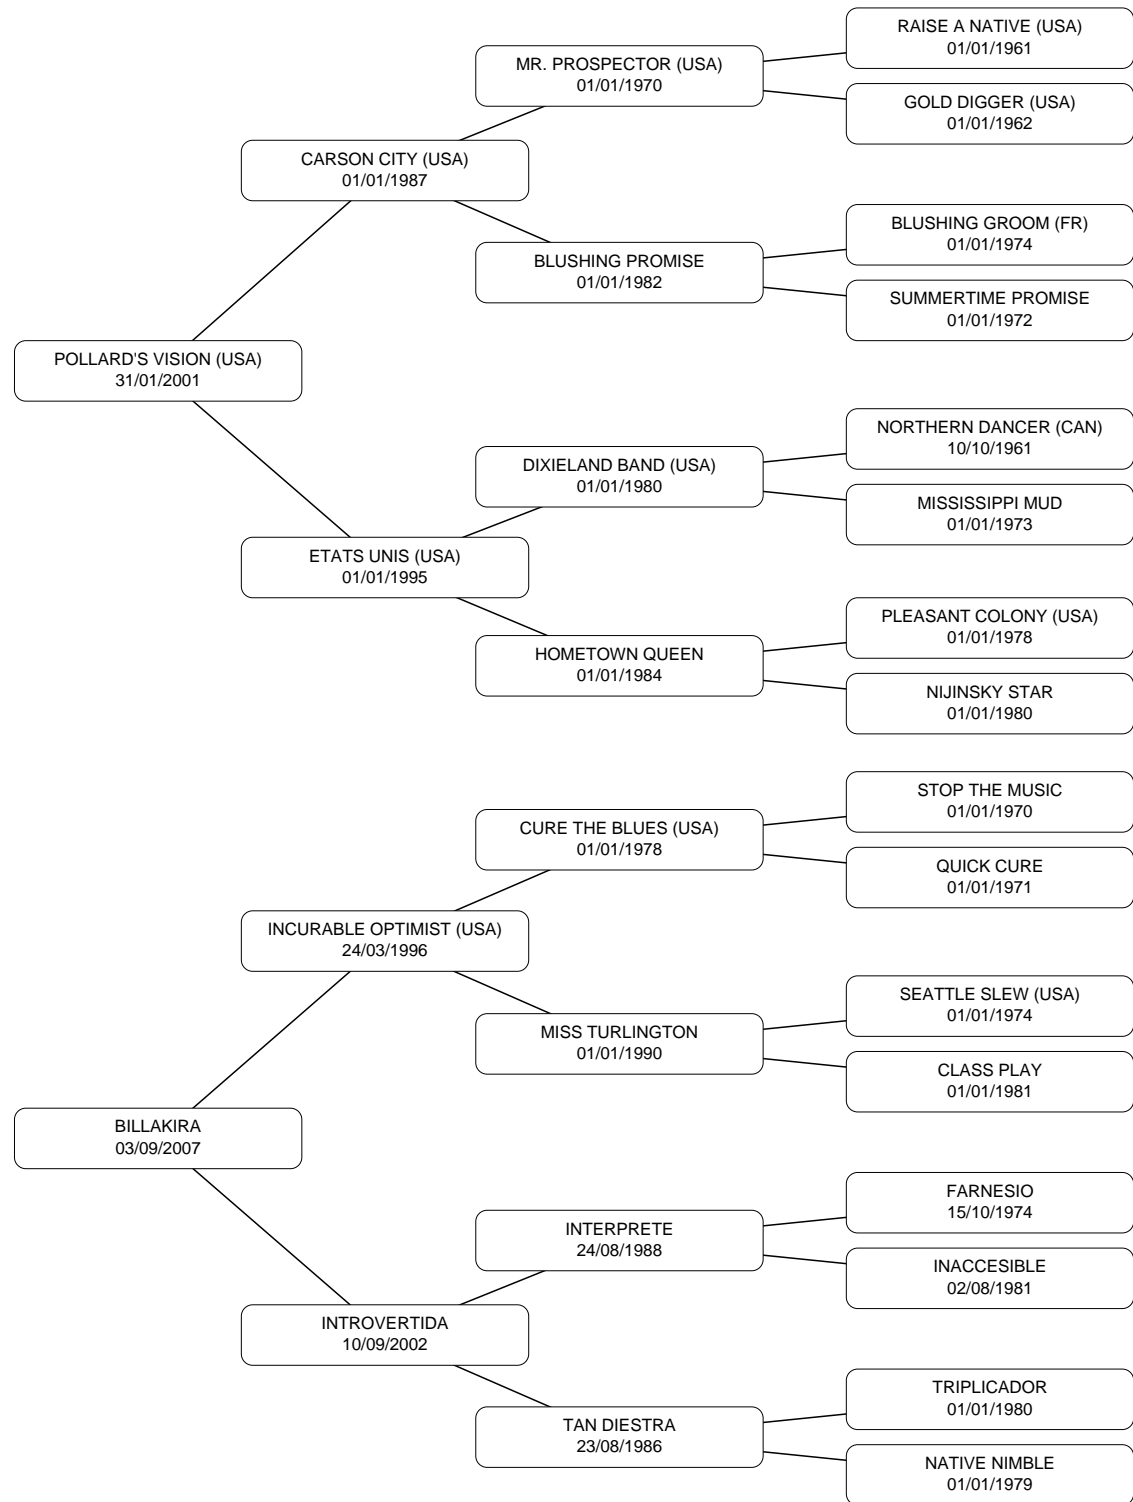 RAISE A NATIVE (USA)
01/01/1961
MR. PROSPECTOR (USA)
01/01/1970
GOLD DIGGER (USA)
01/01/1962
CARSON CITY (USA)
01/01/1987
BLUSHING GROOM (FR)
01/01/1974
BLUSHING PROMISE
01/01/1982
SUMMERTIME PROMISE
01/01/1972
POLLARD'S VISION (USA)
31/01/2001
NORTHERN DANCER (CAN)
10/10/1961
DIXIELAND BAND (USA)
01/01/1980
MISSISSIPPI MUD
01/01/1973
ETATS UNIS (USA)
01/01/1995
PLEASANT COLONY (USA)
01/01/1978
HOMETOWN QUEEN
01/01/1984
NIJINSKY STAR
01/01/1980
STOP THE MUSIC
01/01/1970
CURE THE BLUES (USA)
01/01/1978
QUICK CURE
01/01/1971
INCURABLE OPTIMIST (USA)
24/03/1996
SEATTLE SLEW (USA)
01/01/1974
MISS TURLINGTON
01/01/1990
CLASS PLAY
01/01/1981
BILLAKIRA
03/09/2007
FARNESIO
15/10/1974
INTERPRETE
24/08/1988
INACCESIBLE
02/08/1981
INTROVERTIDA
10/09/2002
TRIPLICADOR
01/01/1980
TAN DIESTRA
23/08/1986
NATIVE NIMBLE
01/01/1979